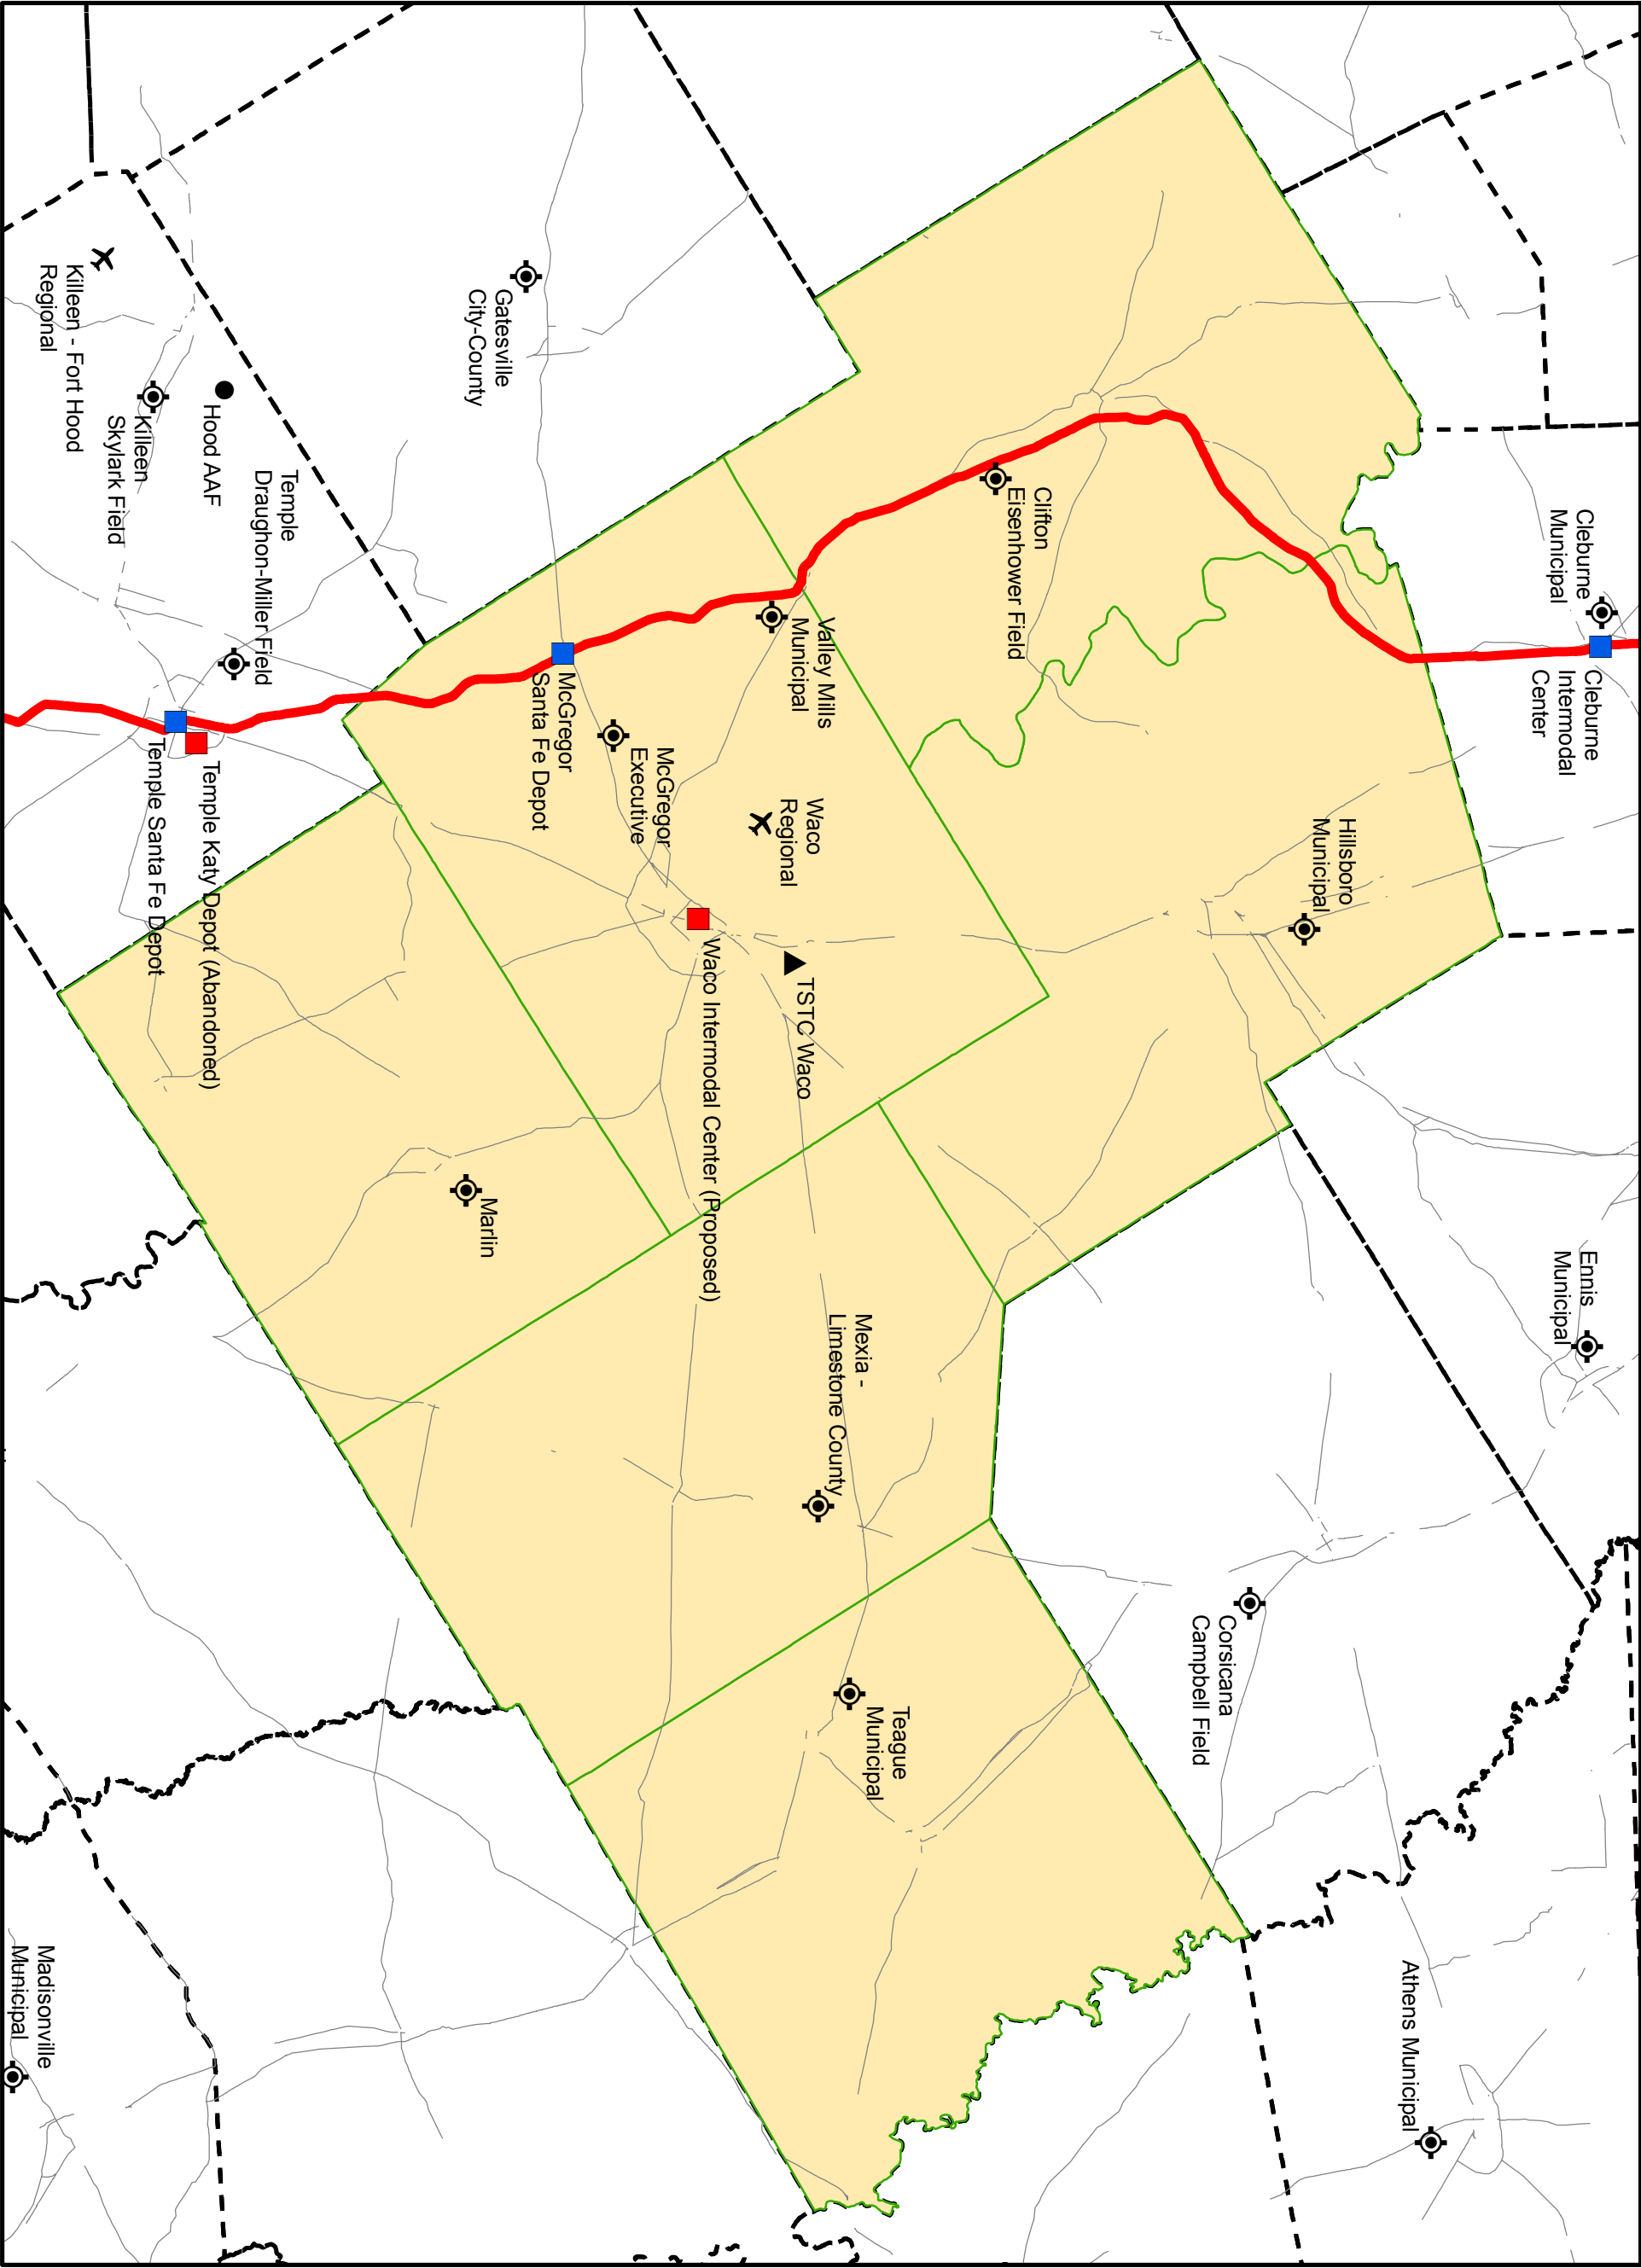 Cleburne
Municipal
Cleburne
Intermodal
Center
Ennis
Municipal
Athens Municipal
Hillsboro
Municipal
Corsicana
Campbell Field
Clifton
Eisenhower Field
Valley Mills
Municipal
Waco
Regional
TSTC Waco
Mexia -
Limestone County
Teague
Municipal
Waco Intermodal Center (Proposed)
McGregor
Executive
McGregor
Santa Fe Depot
Gatesville
City-County
Marlin
Temple
Draughon-Miller Field
Hood AAF
Temple Katy Depot (Abandoned)
Temple Santa Fe Depot
Killeen
Skylark Field
Killeen - Fort Hood
Regional
Madisonville
Municipal